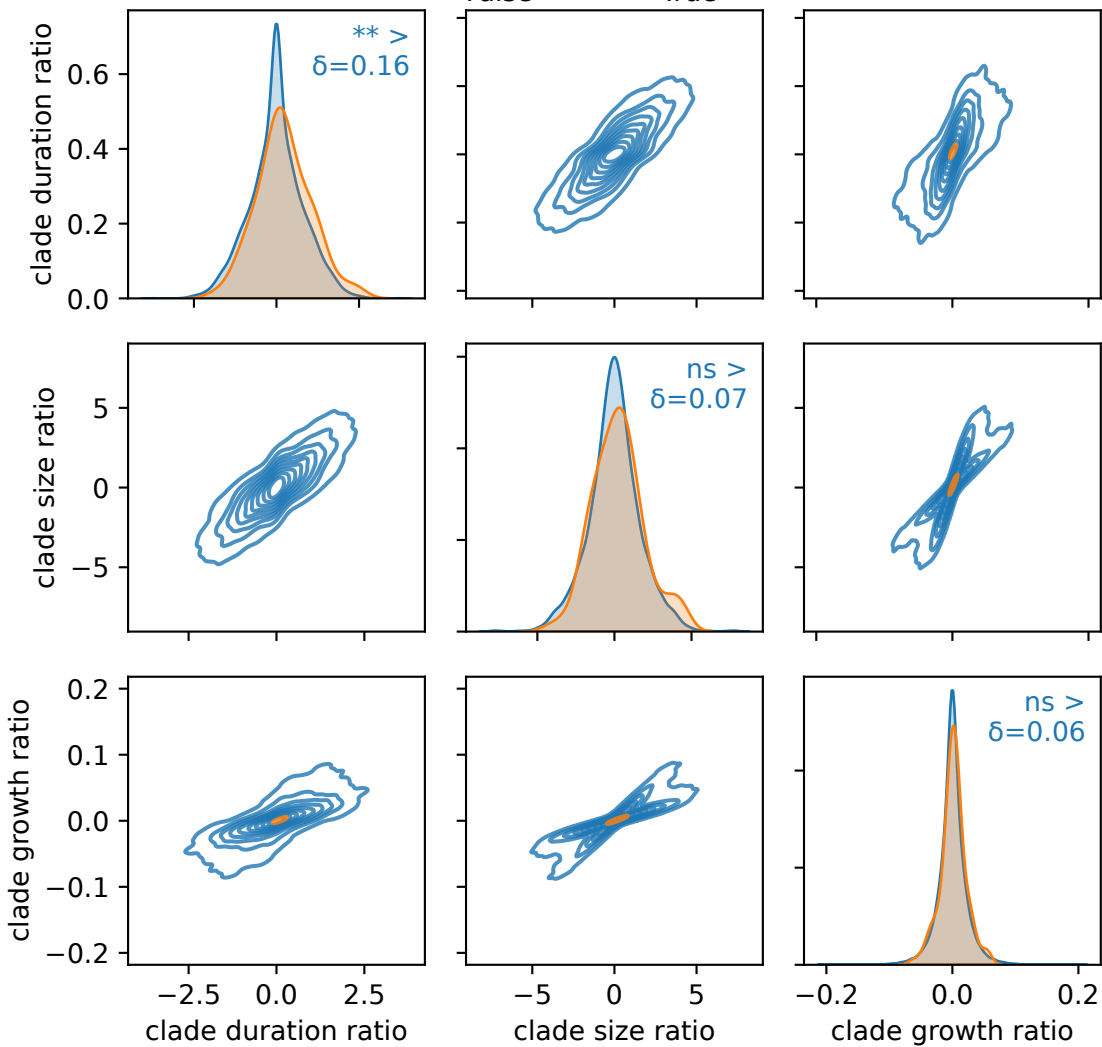 clade duration ratio
0.6
0.4
0.2
0.0
** >
δ=0.16
clade size ratio
5
0
−5
ns >
δ=0.07
clade growth ratio
0.2
0.1
0.0
−0.1
−0.2
ns >
δ=0.06
−2.5 0.0 2.5
−5 0 5
−0.2 0.0 0.2
clade duration ratio
clade size ratio
clade growth ratio